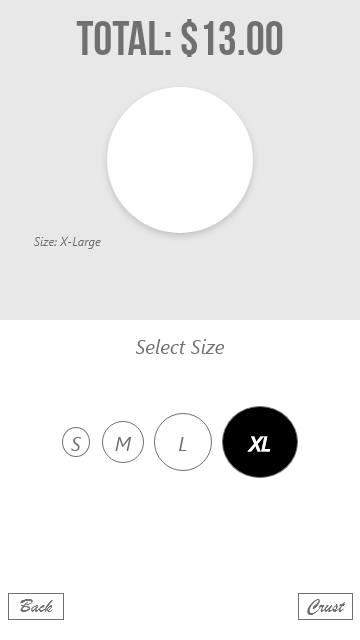 TOTAL: $13.00
Size: X-Large
Select Size
S M L XL
Back Crust